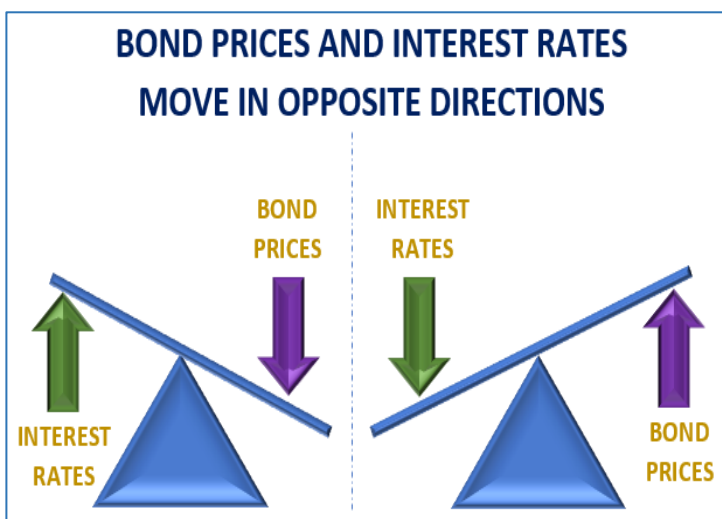 BOND PRICES AND INTEREST RATES
MOVE IN OPPOSITE DIRECTIONS
BOND
PRICES
INTEREST
RATES
INTEREST
RATES
BOND
PRICES